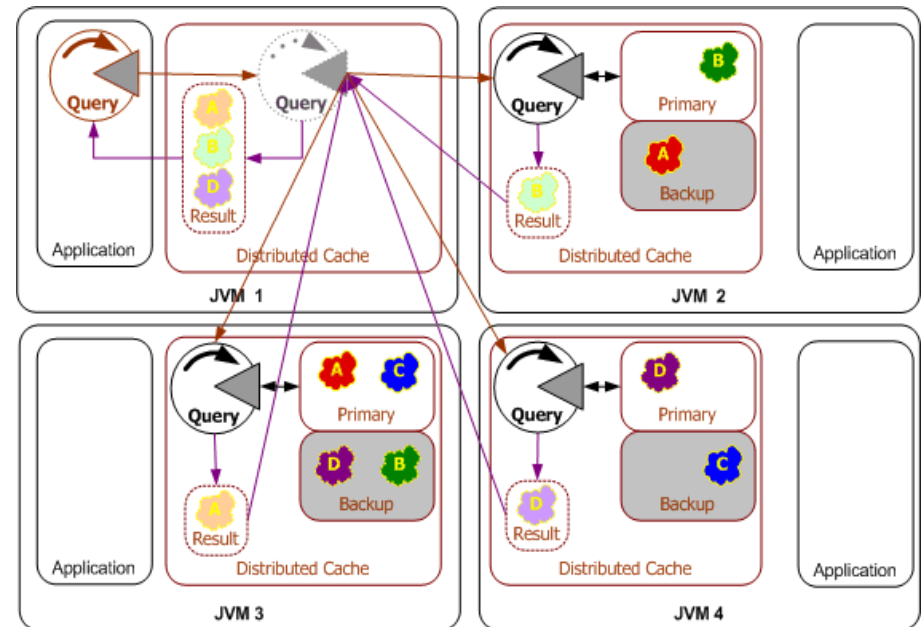 Query
Query
A
B
D
Result
Application
Distributed Cache
JVM 1
Query
B
Primary
A
Backup
B
Result
Distributed Cache
Application
JVM 2
Query
A
C
Primary
D
B
Backup
A
Result
Application
Distributed Cache
JVM 3
Query
D
Primary
C
Backup
D
Result
Distributed Cache
Application
JVM 4